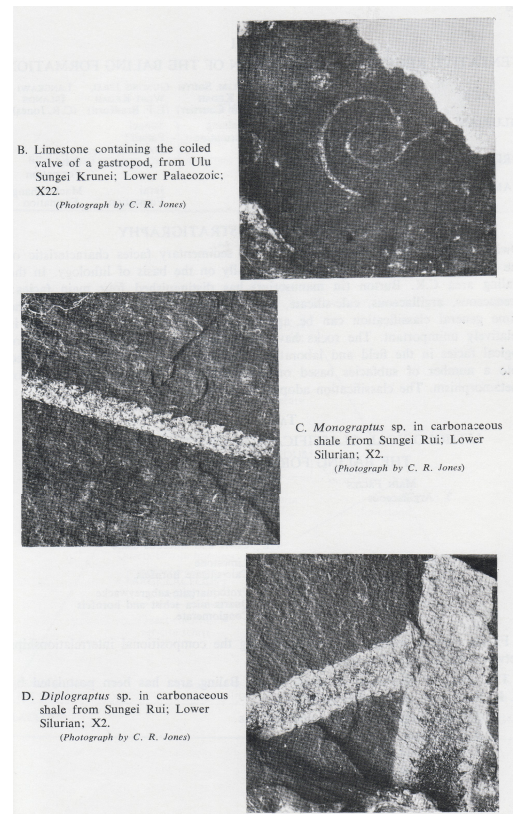 B. Limestone containing the coiled
valve of a gastropod, from Ulu
Sungei Krunei; Lower Palaeozoic;
X22.
(Photograph by C. R. Jones)
C. Monograptus sp. in carbonaceous
shale from Sungei Rui; Lower
Silurian; X2.
(Photograph by C. R. Jones)
D. Diplograptus sp. in carbonaceous
shale from Sungei Rui; Lower
Silurian; X2.
(Photograph by C. R. Jones)